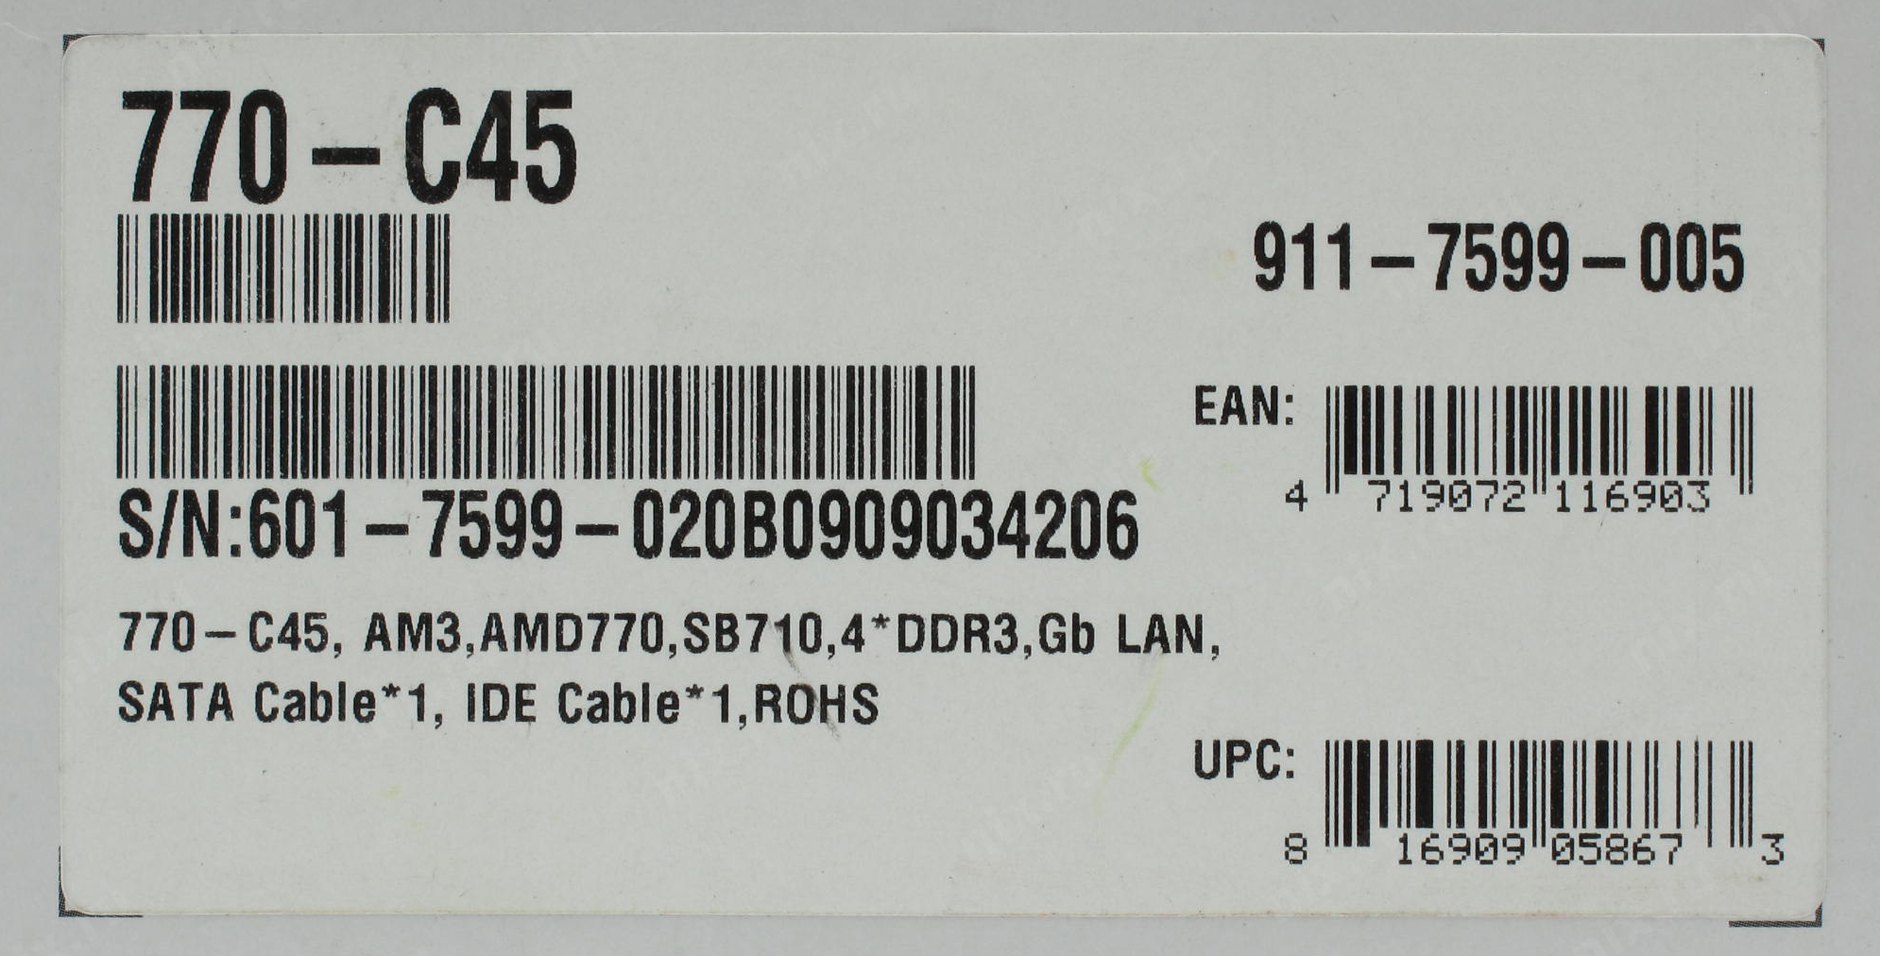 770-C45
911-7599-005
EAN:
4 719072 116903
S/N:601-7599-020B0909034206
770-C45, AM3,AMD770,SB710,4*DDR3,Gb LAN,
SATA Cable*1, IDE Cable*1,ROHS
UPC:
8 16909 05867 3